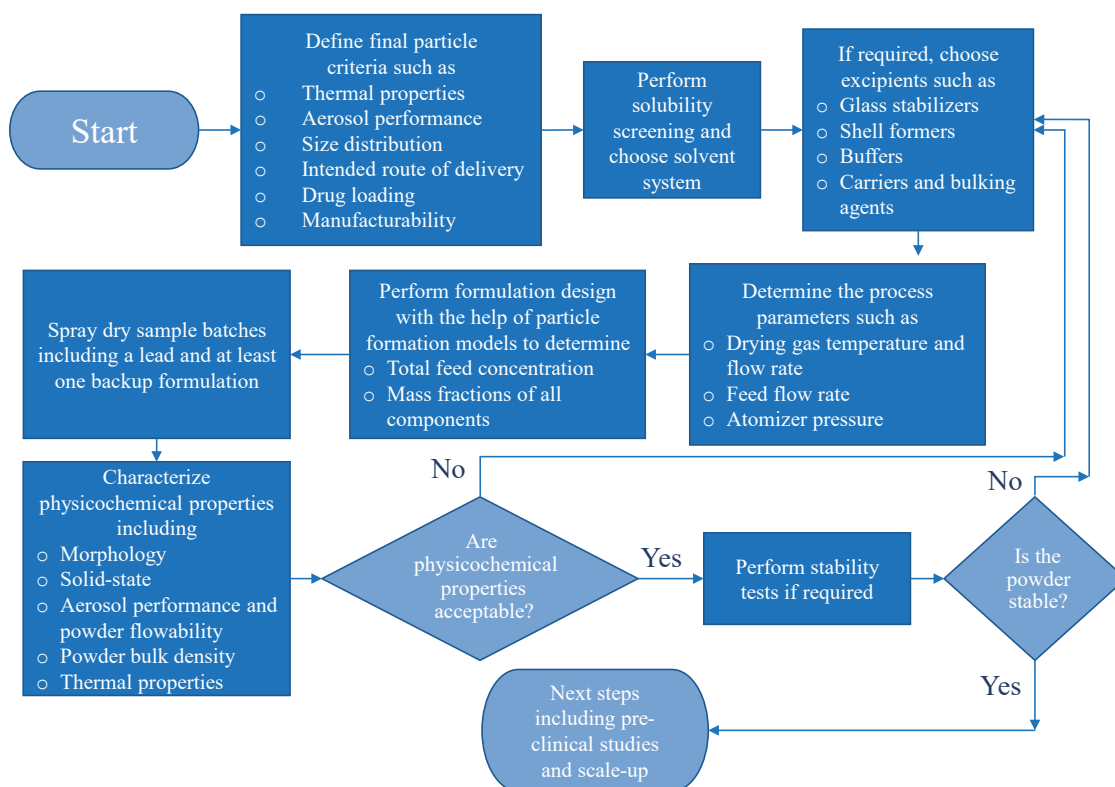 Start
Define final particle
criteria such as
o Thermal properties
o Aerosol performance
o Size distribution
o Intended route of delivery
o Drug loading
o Manufacturability
Perform
solubility
screening and
choose solvent
system
If required, choose
excipients such as
o Glass stabilizers
o Shell formers
o Buffers
o Carriers and bulking
agents
Determine the process
parameters such as
o Drying gas temperature and
flow rate
o Feed flow rate
o Atomizer pressure
Perform formulation design
with the help of particle
formation models to determine
o Total feed concentration
o Mass fractions of all
components
Spray dry sample batches
including a lead and at least
one backup formulation
Characterize
physicochemical properties
including
o Morphology
o Solid-state
o Aerosol performance and
powder flowability
o Powder bulk density
o Thermal properties
Are
physicochemical
properties
acceptable?
No
Yes
Perform stability
tests if required
Is the
powder
stable?
No
Yes
Next steps
including pre-
clinical studies
and scale-up